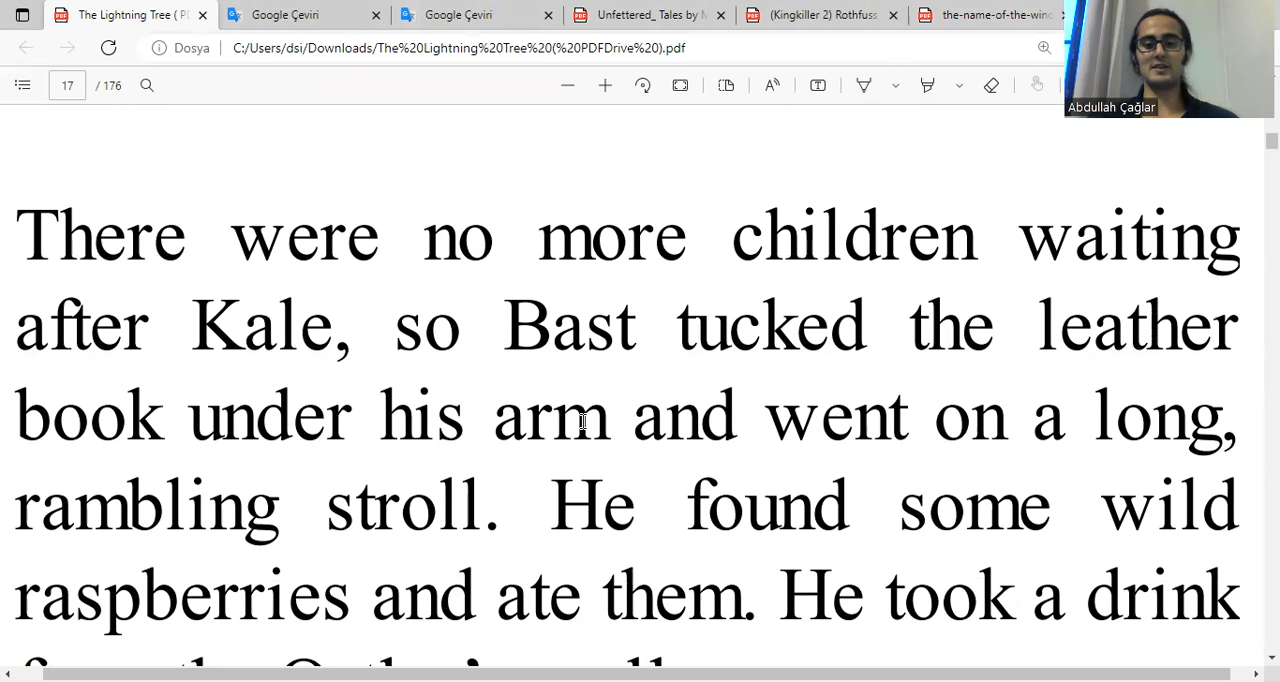 The Lightning Tree ( P
Google Çeviri
Google Çeviri
Unfettered_ Tales by M
(Kingkiller 2) Rothfuss
the-name-of-the-winc
Dosya
C:/Users/dsi/Downloads/The%20Lightning%20Tree%20(%20PDFDrive%20).pdf
17 / 176
Abdullah Çağlar
There were no more children waiting
after Kale, so Bast tucked the leather
book under his arm and went on a long,
rambling stroll. He found some wild
raspberries and ate them. He took a drink